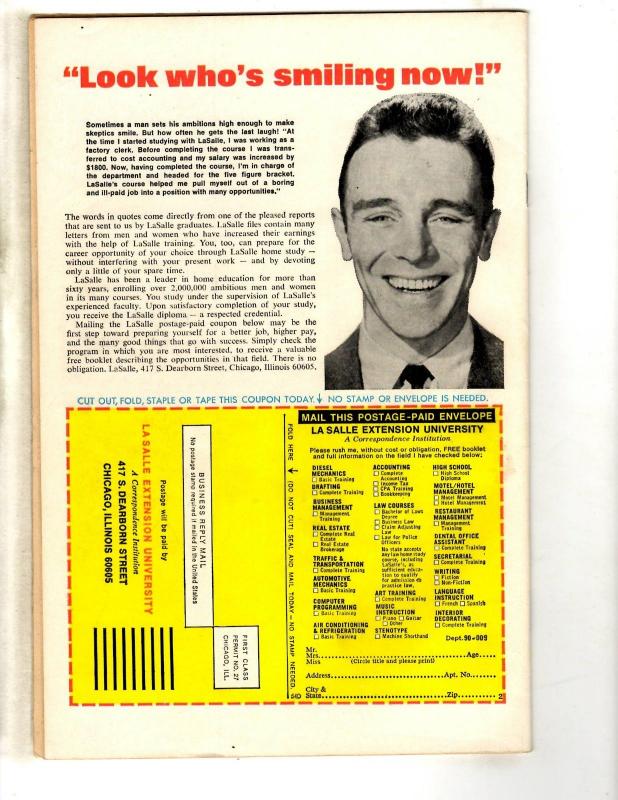 “Look who's smiling now!”
Sometimes a man sets his ambitions high enough to make
skeptics smile. But how often he gets the last laugh! "At
the time I started studying with LaSalle, I was working as a
factory clerk. Before completing the course I was trans-
ferred to cost accounting and my salary was increased by
$1800. Now, having completed the course, I'm in charge of
the department and headed for the five figure bracket.
LaSalle's course helped me pull myself out of a boring
and ill-paid job into a position with many opportunities."
The words in quotes come directly from one of the pleased reports
that are sent to us by LaSalle graduates. LaSalle files contain many
letters from men and women who have increased their earnings
with the help of LaSalle training. You, too, can prepare for the
career opportunity of your choice through LaSalle home study —
without interfering with your present work — and by devoting
only a little of your spare time.
LaSalle has been a leader in home education for more than
sixty years, enrolling over 2,000,000 ambitious men and women
in its many courses. You study under the supervision of LaSalle's
experienced faculty. Upon satisfactory completion of your study,
you receive the LaSalle diploma — a respected credential.
Mailing the LaSalle postage-paid coupon below may be the
first step toward preparing yourself for a better job, higher pay,
and the many good things that go with success. Simply check the
program in which you are most interested, to receive a valuable
free booklet describing the opportunities in that field. There is no
obligation. LaSalle, 417 S. Dearborn Street, Chicago, Illinois 60605.
CUT OUT, FOLD, STAPLE OR TAPE THIS COUPON TODAY. ↓ NO STAMP OR ENVELOPE IS NEEDED.
BUSINESS REPLY MAIL
No postage stamp required if mailed in the United States
FIRST CLASS
PERMIT NO. 27
CHICAGO, ILL.
Postage will be paid by
LA SALLE EXTENSION UNIVERSITY
A Correspondence Institution
417 S. DEARBORN STREET
CHICAGO, ILLINOIS 60605
FOLD HERE ↓ (DO NOT CUT) SEAL AND MAIL TODAY—NO STAMP NEEDED.
MAIL THIS POSTAGE-PAID ENVELOPE
LA SALLE EXTENSION UNIVERSITY
A Correspondence Institution
Please rush me, without cost or obligation, FREE booklet
and full information on the field I have checked below:
DIESEL
MECHANICS
☐ Basic Training
DRAFTING
☐ Complete Training
BUSINESS
MANAGEMENT
☐ Management
Training
REAL ESTATE
☐ Complete Real
Estate
☐ Real Estate
Brokerage
TRAFFIC &
TRANSPORTATION
☐ Complete Training
AUTOMOTIVE
MECHANICS
☐ Basic Training
COMPUTER
PROGRAMMING
☐ Basic Training
AIR CONDITIONING
& REFRIGERATION
☐ Basic Training
ACCOUNTING
☐ Complete
Accounting
☐ Income Tax
☐ CPA Training
☐ Bookkeeping
LAW COURSES
☐ Bachelor of Laws
Degree
☐ Business Law
☐ Claim Adjusting
Law
☐ Law for Police
Officers
No state accepts
any law home study
course, including
LaSalle's, as
sufficient educa-
tion to qualify
for admission to
practice law.
ART TRAINING
☐ Complete Training
MUSIC
INSTRUCTION
☐ Piano ☐ Guitar
☐ Other
STENOTYPE
☐ Machine Shorthand
HIGH SCHOOL
☐ High School
Diploma
MOTEL/HOTEL
MANAGEMENT
☐ Motel Management
☐ Hotel Management
RESTAURANT
MANAGEMENT
☐ Management
Training
DENTAL OFFICE
ASSISTANT
☐ Complete Training
SECRETARIAL
☐ Complete Training
WRITING
☐ Fiction
☐ Non-Fiction
LANGUAGE
INSTRUCTION
☐ French ☐ Spanish
INTERIOR
DECORATING
☐ Complete Training
Dept. 90-009
Mr.
Mrs. Age
Miss (Circle title and please print)
Address Apt. No.
City &
State Zip 2